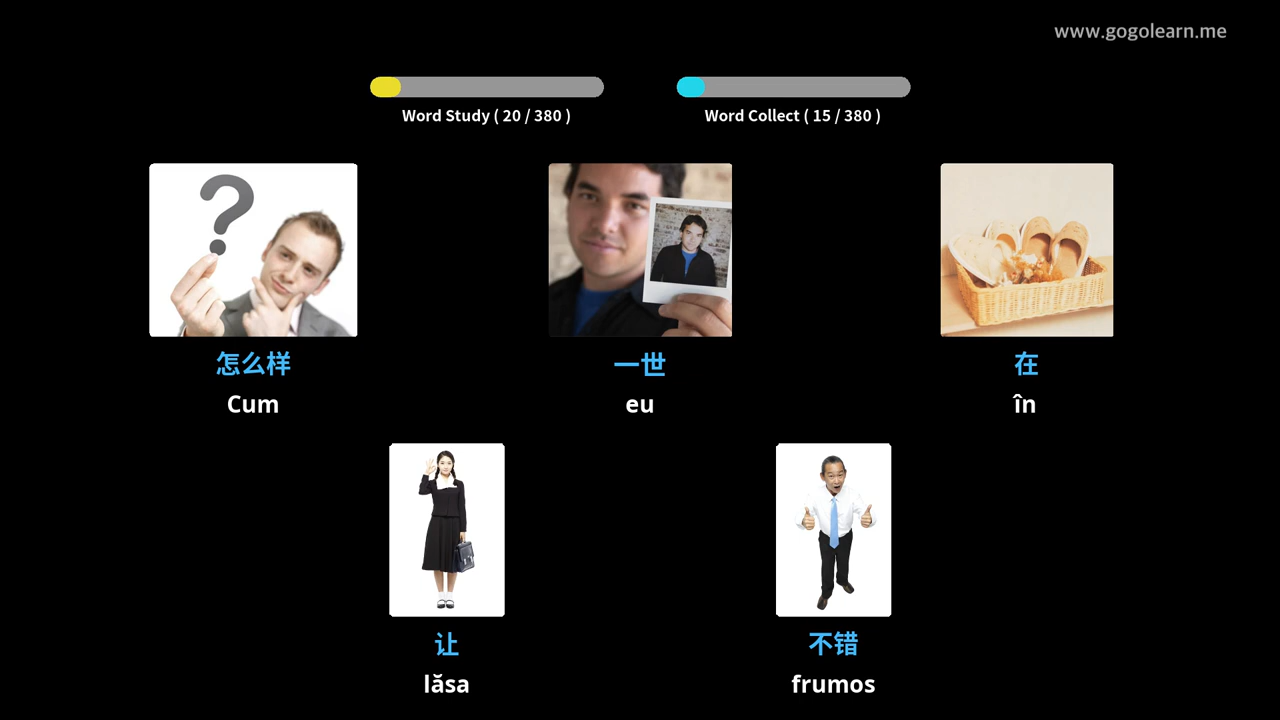 www.gogolearn.me
Word Study ( 20 / 380 )
Word Collect ( 15 / 380 )
怎么样
Cum
一世
eu
在
în
让
lăsa
不错
frumos